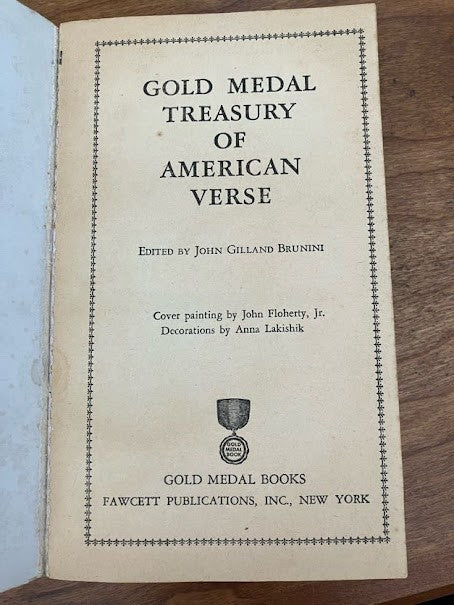 GOLD MEDAL
TREASURY
OF
AMERICAN
VERSE
EDITED BY JOHN GILLAND BRUNINI
Cover painting by John Floherty, Jr.
Decorations by Anna Lakishik
GOLD
MEDAL
BOOK
GOLD MEDAL BOOKS
FAWCETT PUBLICATIONS, INC., NEW YORK